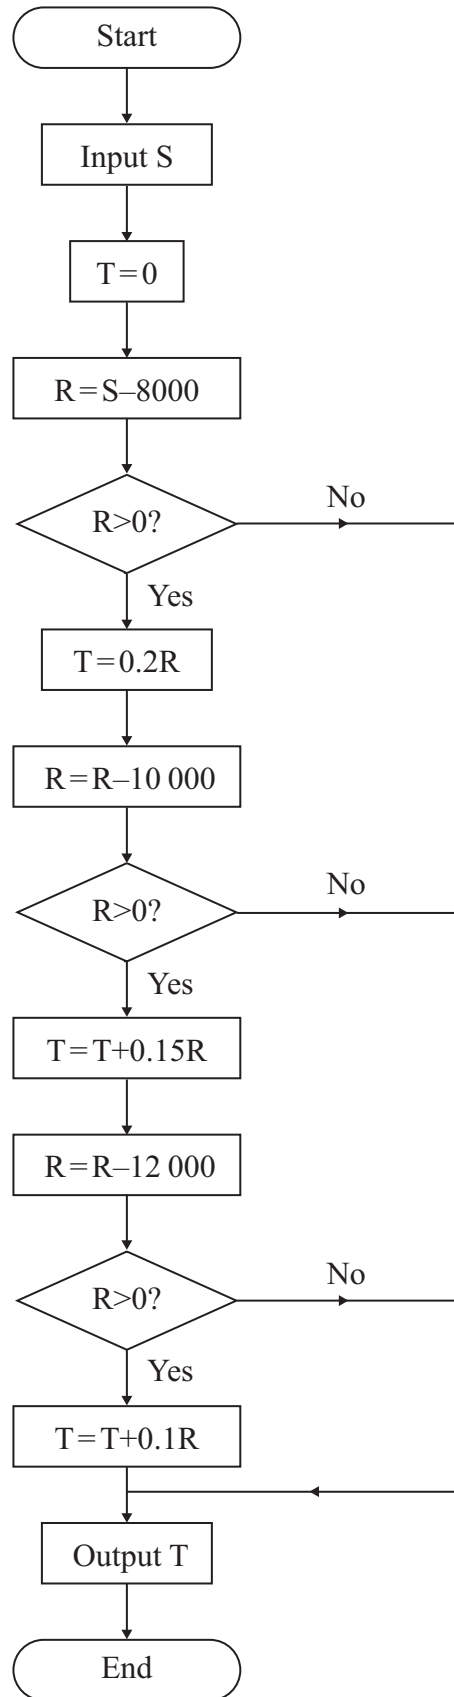 Start
Input S
T=0
R=S–8000
R>0?
No
Yes
T=0.2R
R=R–10 000
R>0?
No
Yes
T=T+0.15R
R=R–12 000
R>0?
No
Yes
T=T+0.1R
Output T
End